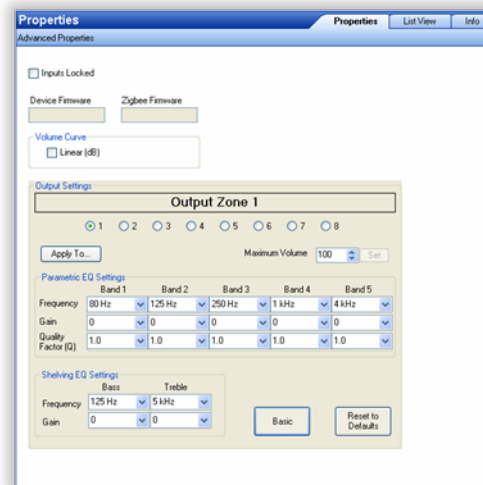 Properties Properties List View Info
Advanced Properties
Inputs Locked
Device Firmware Zigbee Firmware
Volume Curve
Linear (dB)
Output Settings
Output Zone 1
1 2 3 4 5 6 7 8
Apply To... Maximum Volume 100 Set
Parametric EQ Settings
Band 1 Band 2 Band 3 Band 4 Band 5
Frequency 80 Hz 125 Hz 250 Hz 1 kHz 4 kHz
Gain 0 0 0 0 0
Quality Factor (Q) 1.0 1.0 1.0 1.0 1.0
Shelving EQ Settings
Bass Treble
Frequency 125 Hz 5 kHz
Gain 0 0
Basic Reset to Defaults